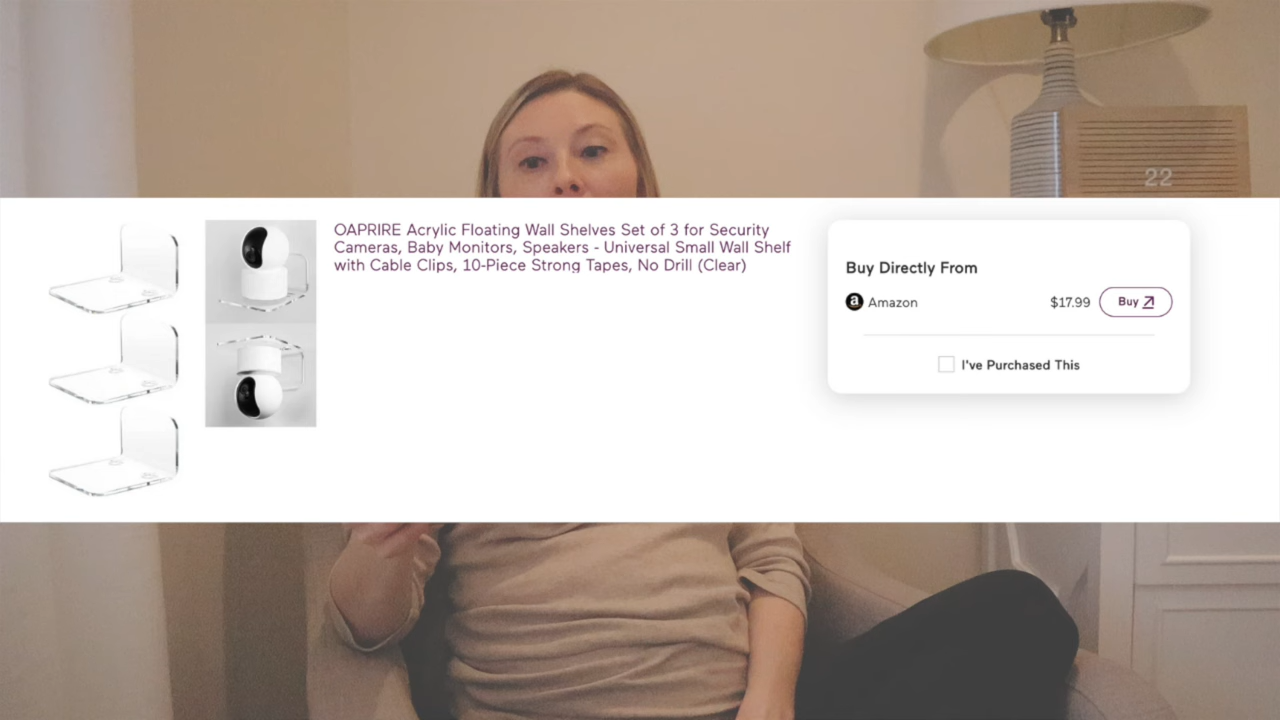 22
OAPRIRE Acrylic Floating Wall Shelves Set of 3 for Security
Cameras, Baby Monitors, Speakers - Universal Small Wall Shelf
with Cable Clips, 10-Piece Strong Tapes, No Drill (Clear)
Buy Directly From
a Amazon $17.99 Buy
I've Purchased This